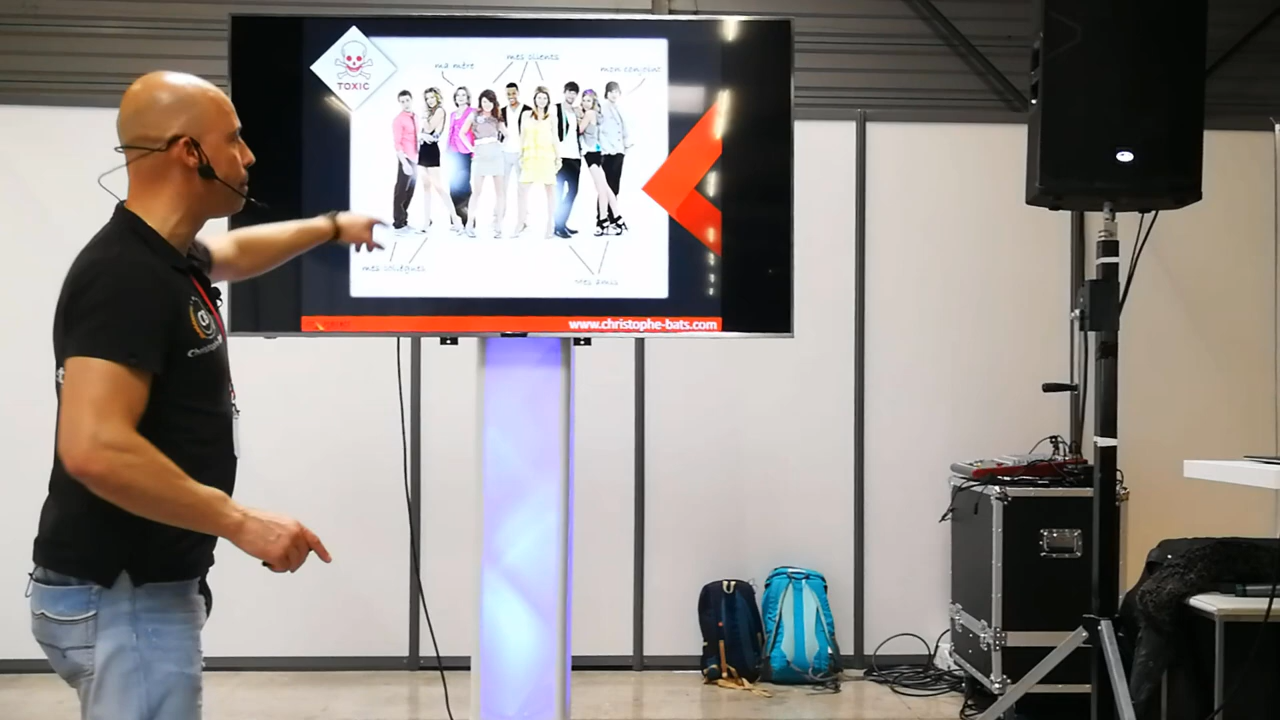 TOXIC
ma mère
mes clients
mon conjoint
mes collègues
mes amis
www.christophe-bats.com